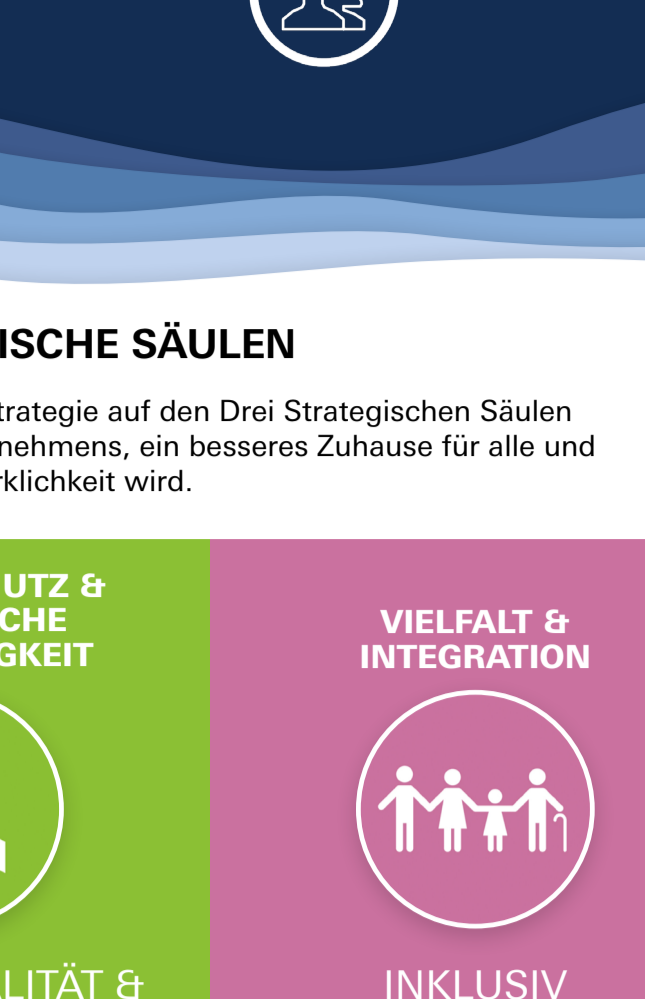 ISCHE SÄULEN
trategie auf den Drei Strategischen Säulen
nehmens, ein besseres Zuhause für alle und
rklichkeit wird.
UTZ &
CHE
GKEIT
VIELFALT &
INTEGRATION
LITÄT &
INKLUSIV